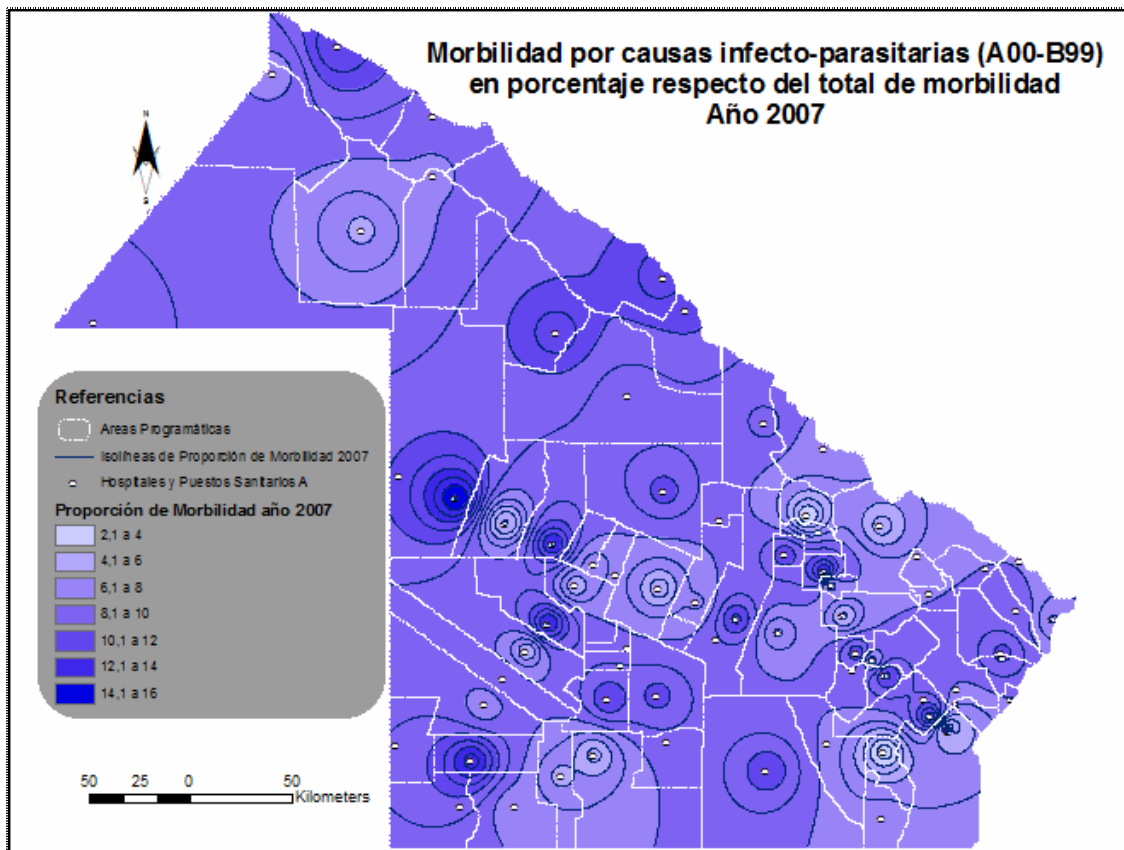 Morbilidad por causas infecto-parasitarias (A00-B99)
en porcentaje respecto del total de morbilidad
Año 2007
N
S
Referencias
Areas Programáticas
Isolíneas de Proporción de Morbilidad 2007
Hospitales y Puestos Sanitarios A
Proporción de Morbilidad año 2007
2,1 a 4
4,1 a 6
6,1 a 8
8,1 a 10
10,1 a 12
12,1 a 14
14,1 a 16
50 25 0 50
Kilometers